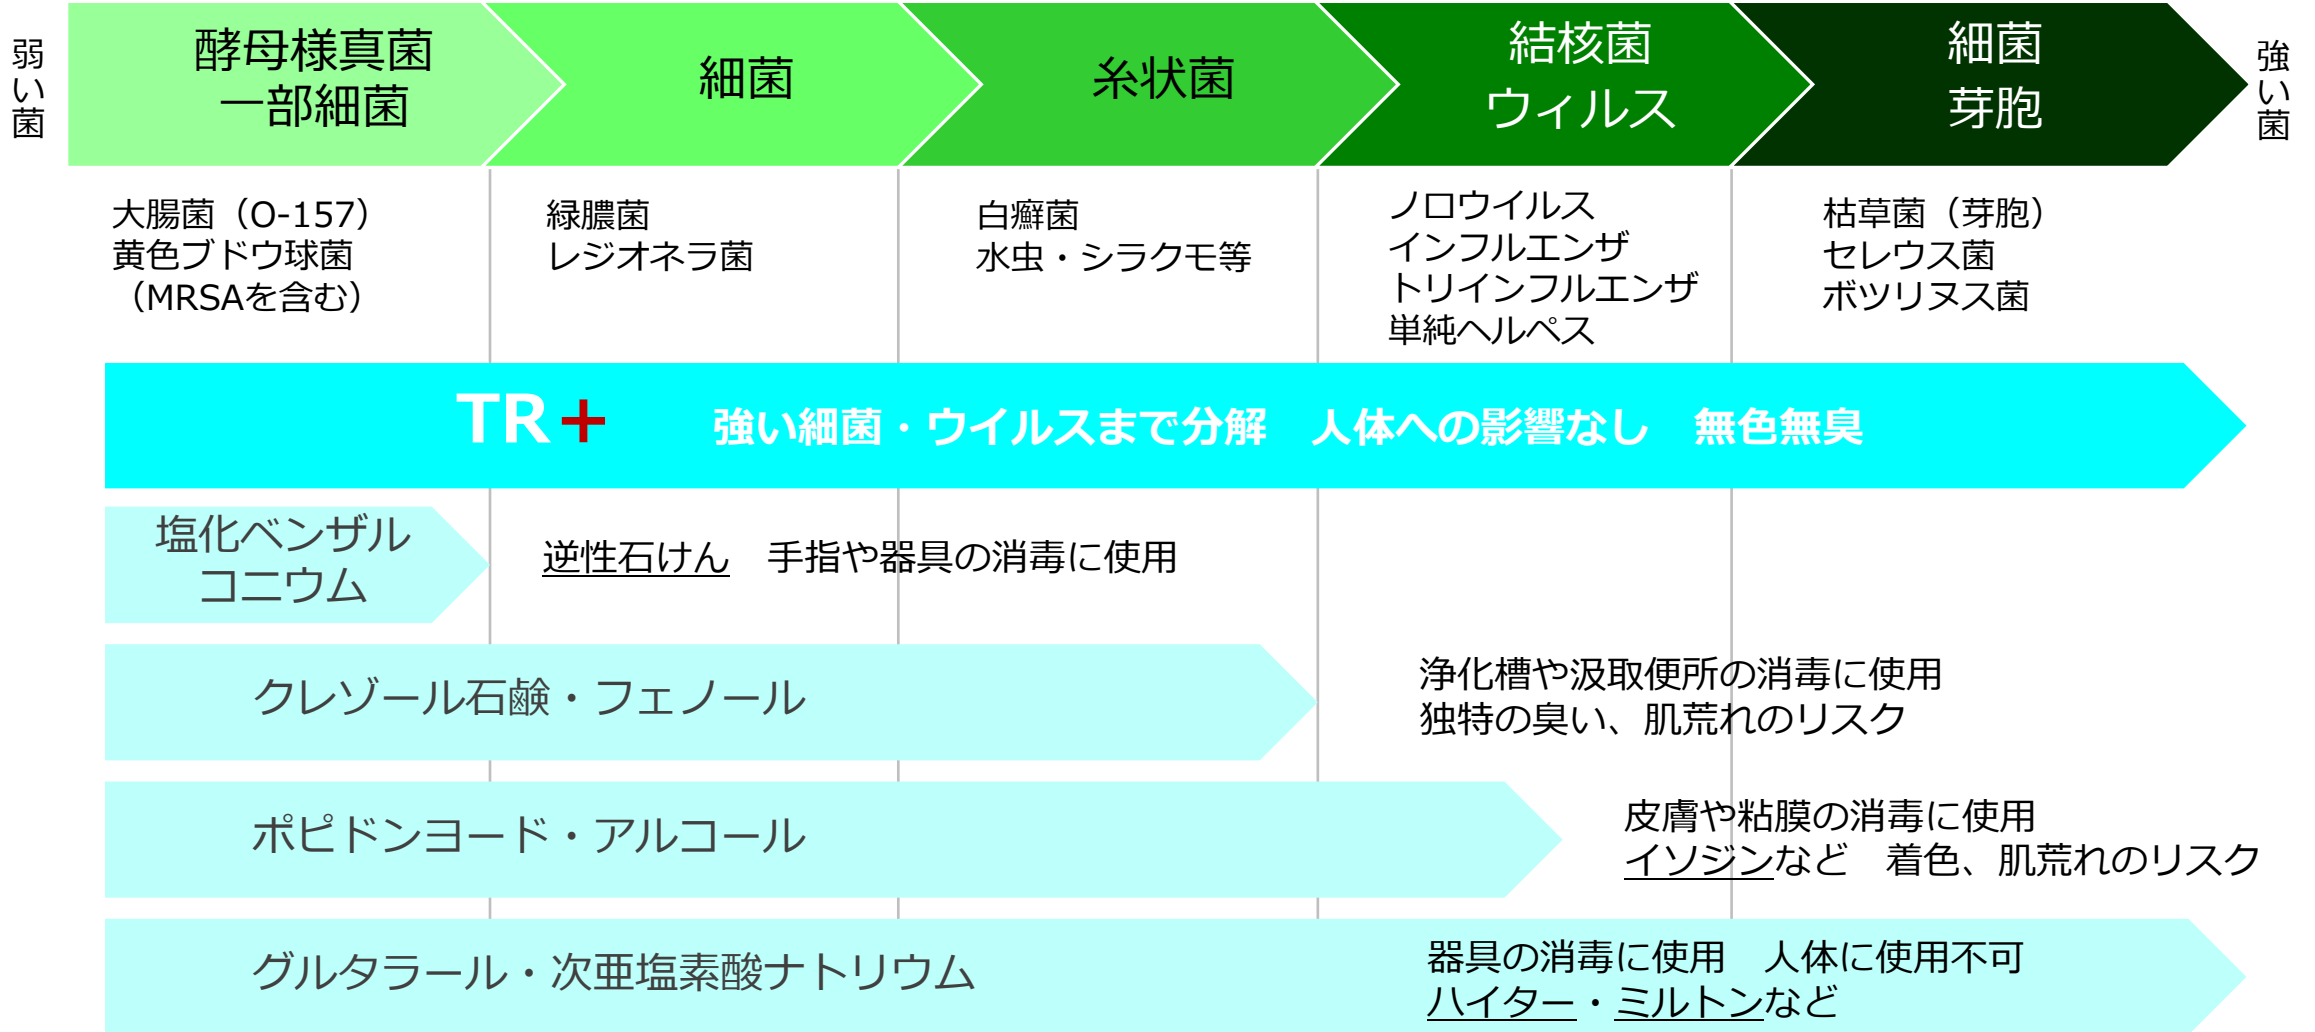 弱い菌
酵母様真菌
一部細菌
細菌
糸状菌
結核菌
ウィルス
細菌
芽胞
強い菌
大腸菌（O-157）
黄色ブドウ球菌
（MRSAを含む）
緑膿菌
レジオネラ菌
白癬菌
水虫・シラクモ等
ノロウイルス
インフルエンザ
トリインフルエンザ
単純ヘルペス
枯草菌（芽胞）
セレウス菌
ボツリヌス菌
TR+ 強い細菌・ウイルスまで分解　人体への影響なし　無色無臭
塩化ベンザル
コニウム
逆性石けん　手指や器具の消毒に使用
クレゾール石鹸・フェノール
浄化槽や汲取便所の消毒に使用
独特の臭い、肌荒れのリスク
ポピドンヨード・アルコール
皮膚や粘膜の消毒に使用
イソジンなど　着色、肌荒れのリスク
グルタラール・次亜塩素酸ナトリウム
器具の消毒に使用　人体に使用不可
ハイター・ミルトンなど